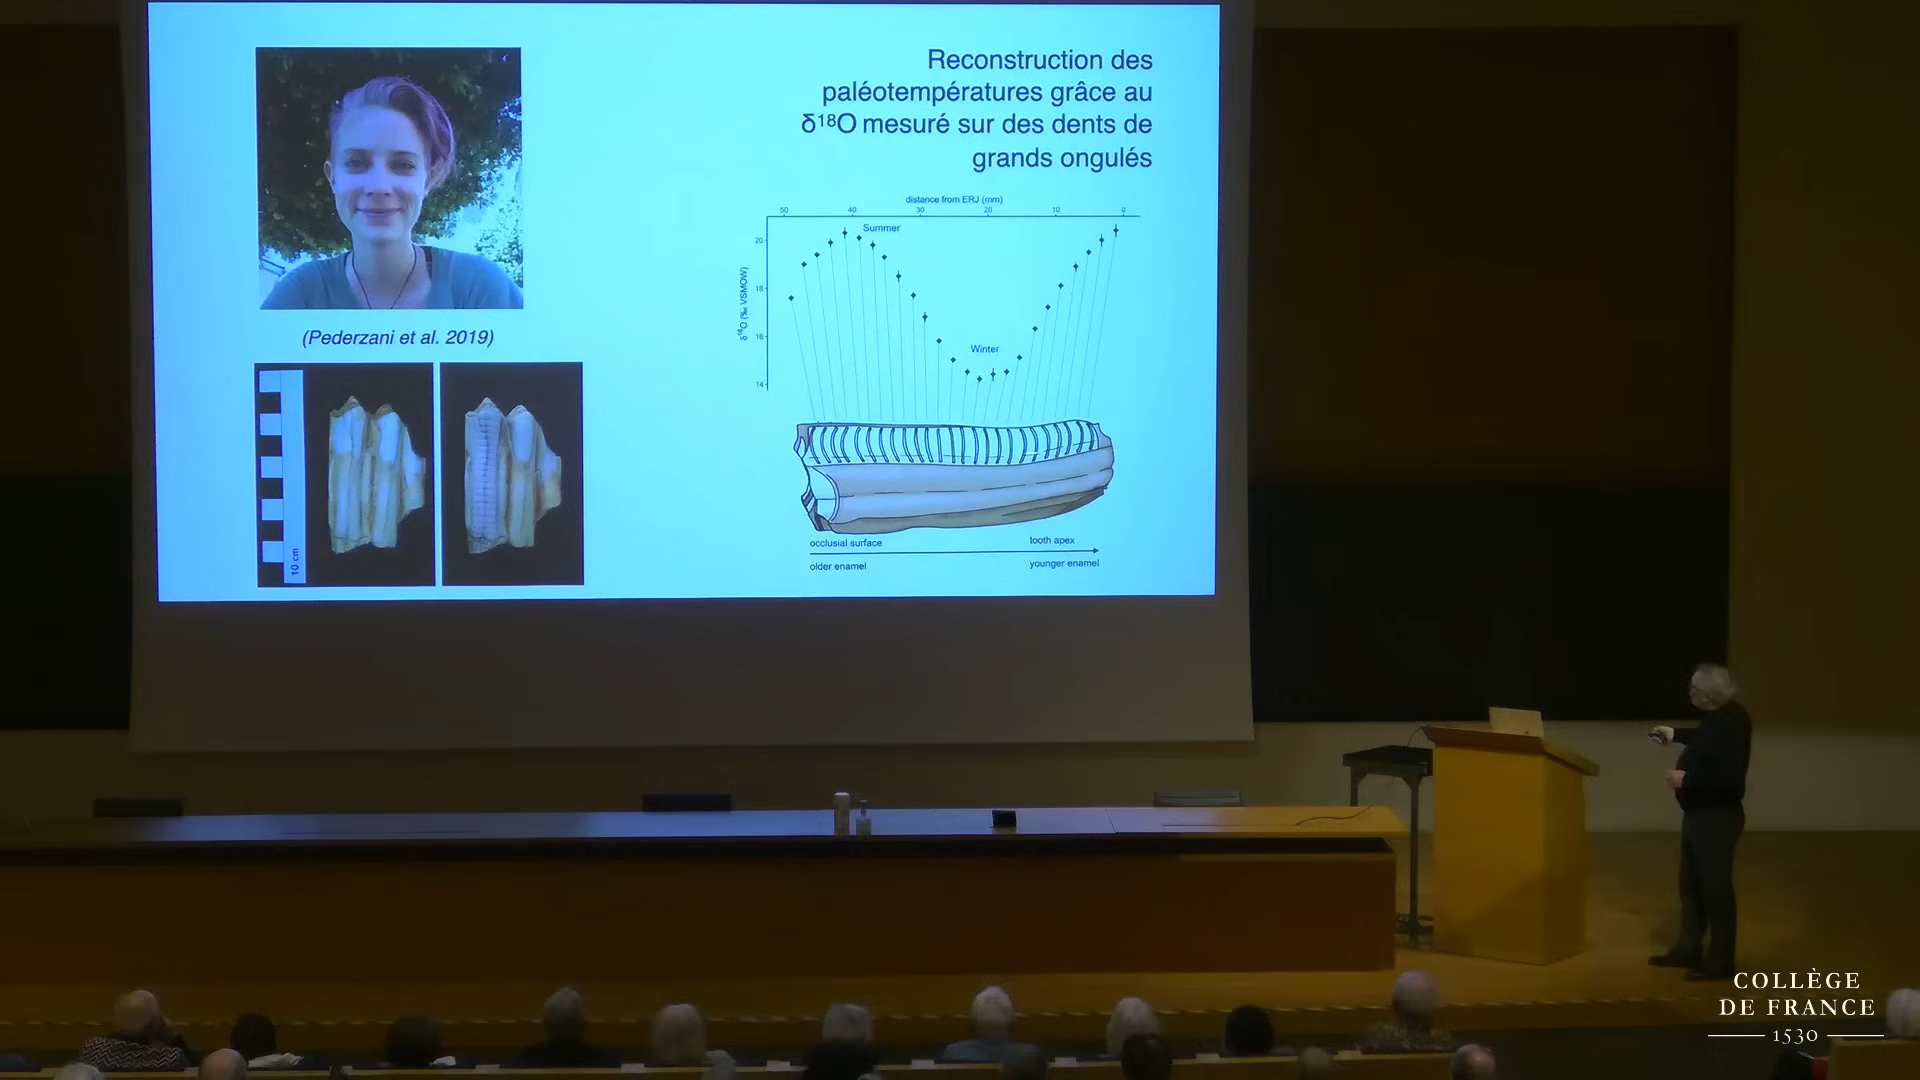 Reconstruction des
paléotempératures grâce au
δ¹⁸O mesuré sur des dents de
grands ongulés
(Pederzani et al. 2019)
10 cm
distance from ERJ (mm)
50 40 30 20 10 0
Summer
20
18
16
14
δ¹⁸O (‰ VSMOW)
Winter
occlusial surface
tooth apex
older enamel
younger enamel
COLLÈGE
DE FRANCE
1530